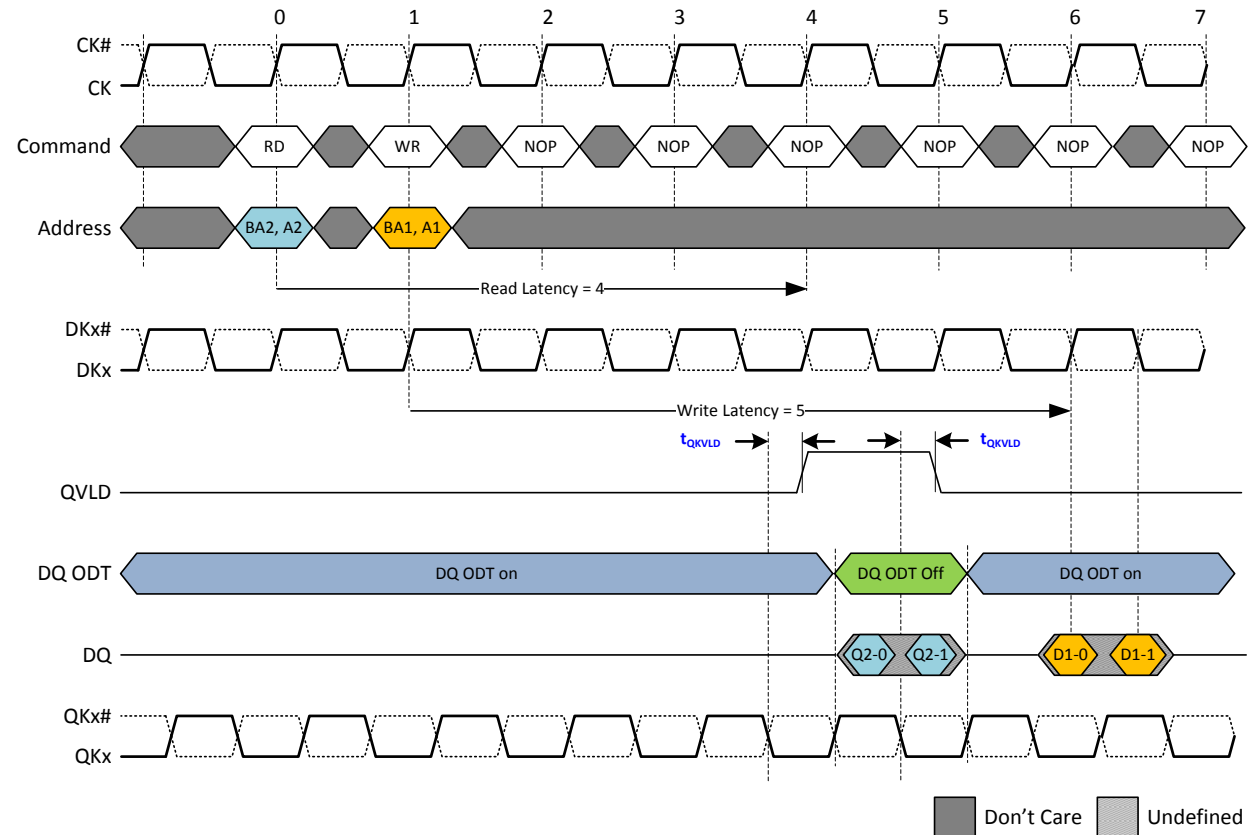 0 1 2 3 4 5 6 7
CK#
CK
Command RD WR NOP NOP NOP NOP NOP NOP
Address BA2, A2 BA1, A1
Read Latency = 4
DKx#
DKx
Write Latency = 5
tQKVLD tQKVLD
QVLD
DQ ODT DQ ODT on DQ ODT Off DQ ODT on
DQ Q2-0 Q2-1 D1-0 D1-1
QKx#
QKx
Don't Care Undefined